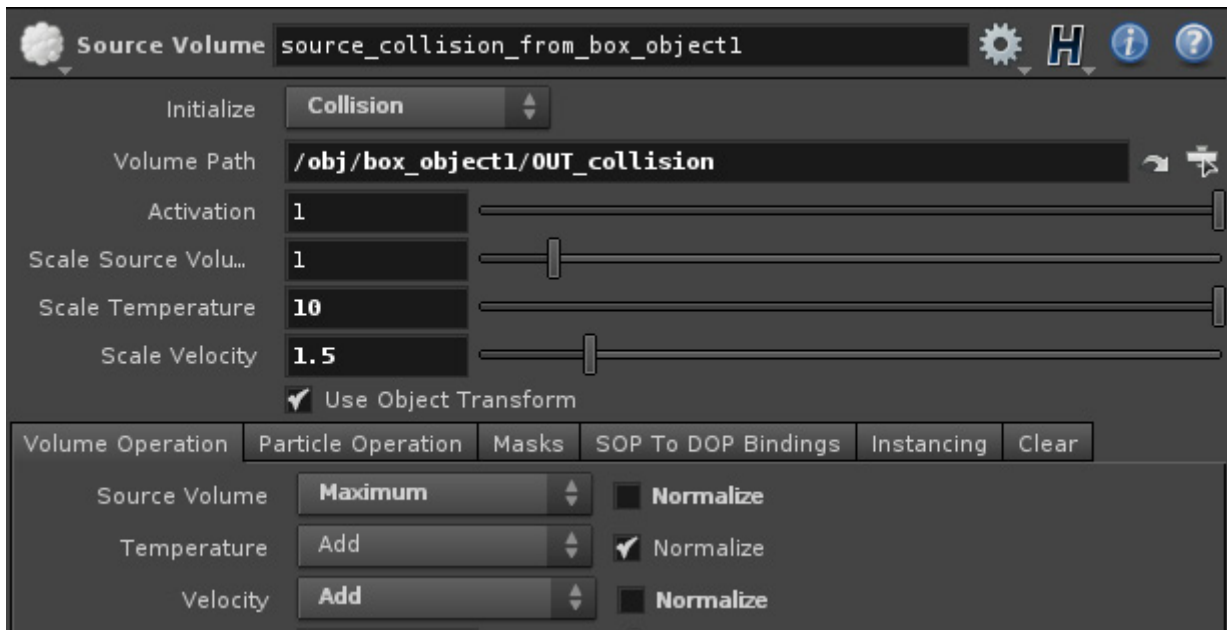 Source Volume source_collision_from_box_object1
Initialize Collision
Volume Path /obj/box_object1/OUT_collision
Activation 1
Scale Source Volu... 1
Scale Temperature 10
Scale Velocity 1.5
Use Object Transform
Volume Operation Particle Operation Masks SOP To DOP Bindings Instancing Clear
Source Volume Maximum Normalize
Temperature Add Normalize
Velocity Add Normalize